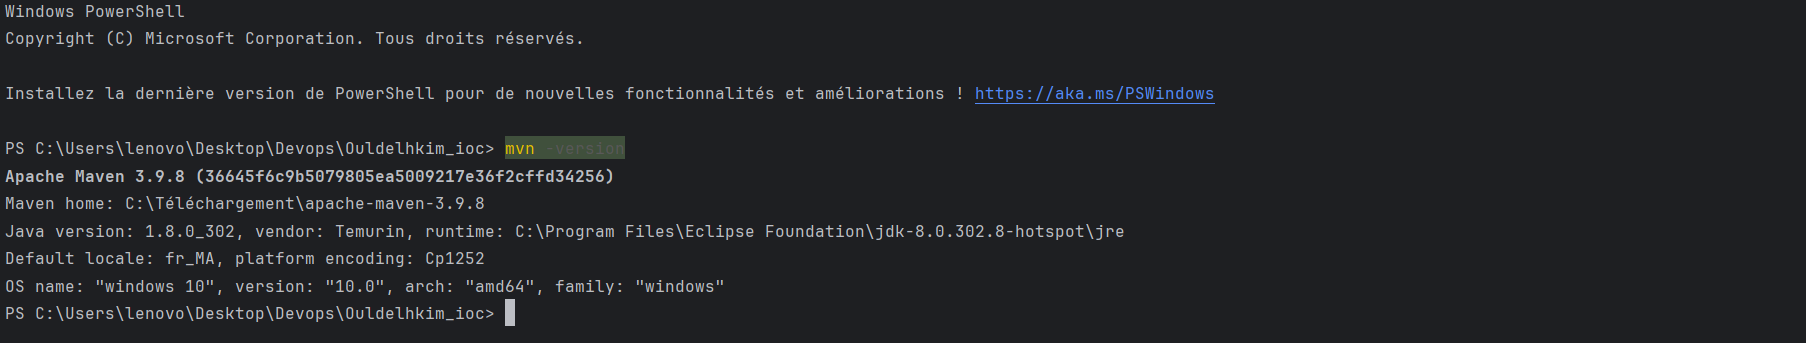 Windows PowerShell
Copyright (C) Microsoft Corporation. Tous droits réservés.
Installez la dernière version de PowerShell pour de nouvelles fonctionnalités et améliorations ! https://aka.ms/PSWindows
PS C:\Users\lenovo\Desktop\Devops\Ouldelhkim_ioc> mvn -version
Apache Maven 3.9.8 (36645f6c9b5079805ea5009217e36f2cffd34256)
Maven home: C:\Téléchargement\apache-maven-3.9.8
Java version: 1.8.0_302, vendor: Temurin, runtime: C:\Program Files\Eclipse Foundation\jdk-8.0.302.8-hotspot\jre
Default locale: fr_MA, platform encoding: Cp1252
OS name: "windows 10", version: "10.0", arch: "amd64", family: "windows"
PS C:\Users\lenovo\Desktop\Devops\Ouldelhkim_ioc>